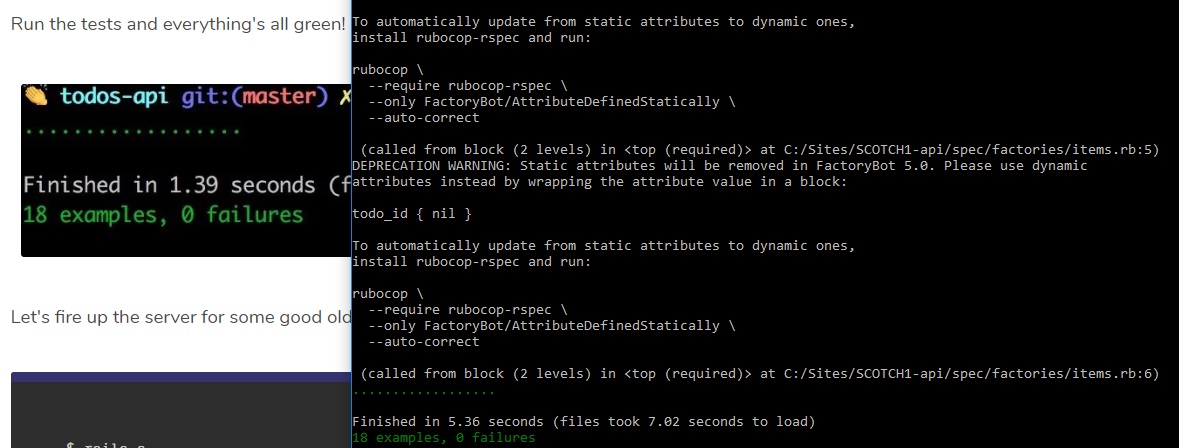 Run the tests and everything's all green!
todos-api git:(master) ✗
..................
Finished in 1.39 seconds (f
18 examples, 0 failures
Let's fire up the server for some good old
$ rails s
To automatically update from static attributes to dynamic ones,
install rubocop-rspec and run:
rubocop \
--require rubocop-rspec \
--only FactoryBot/AttributeDefinedStatically \
--auto-correct
(called from block (2 levels) in <top (required)> at C:/Sites/SCOTCH1-api/spec/factories/items.rb:5)
DEPRECATION WARNING: Static attributes will be removed in FactoryBot 5.0. Please use dynamic
attributes instead by wrapping the attribute value in a block:
todo_id { nil }
To automatically update from static attributes to dynamic ones,
install rubocop-rspec and run:
rubocop \
--require rubocop-rspec \
--only FactoryBot/AttributeDefinedStatically \
--auto-correct
(called from block (2 levels) in <top (required)> at C:/Sites/SCOTCH1-api/spec/factories/items.rb:6)
..................
Finished in 5.36 seconds (files took 7.02 seconds to load)
18 examples, 0 failures